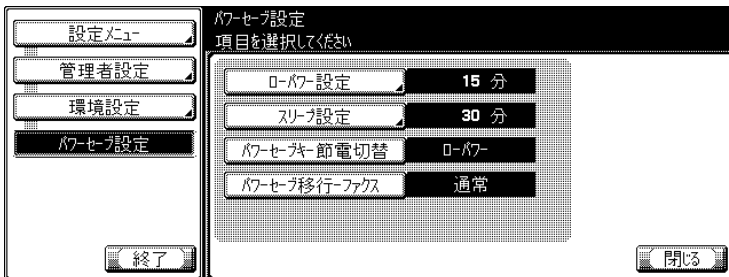 設定メニュー
管理者設定
環境設定
パワーセーブ設定
終了
パワーセーブ設定
項目を選択してください
ローパワー設定 15 分
スリープ設定 30 分
パワーセーブキー節電切替 ローパワー
パワーセーブ移行-ファクス 通常
閉じる